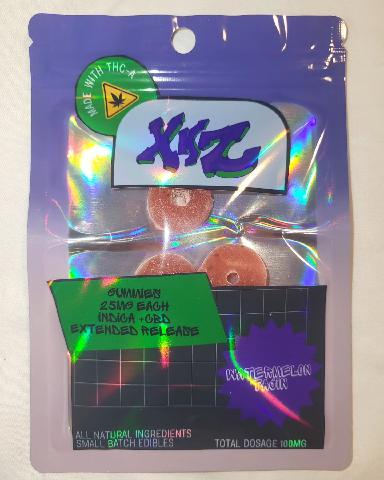 MADE WITH THC-A
XYZ
GUMMIES
25MG EACH
INDICA +CBD
EXTENDED RELEASE
WATERMELON
TAJIN
ALL NATURAL INGREDIENTS
SMALL BATCH EDIBLES
TOTAL DOSAGE 100MG